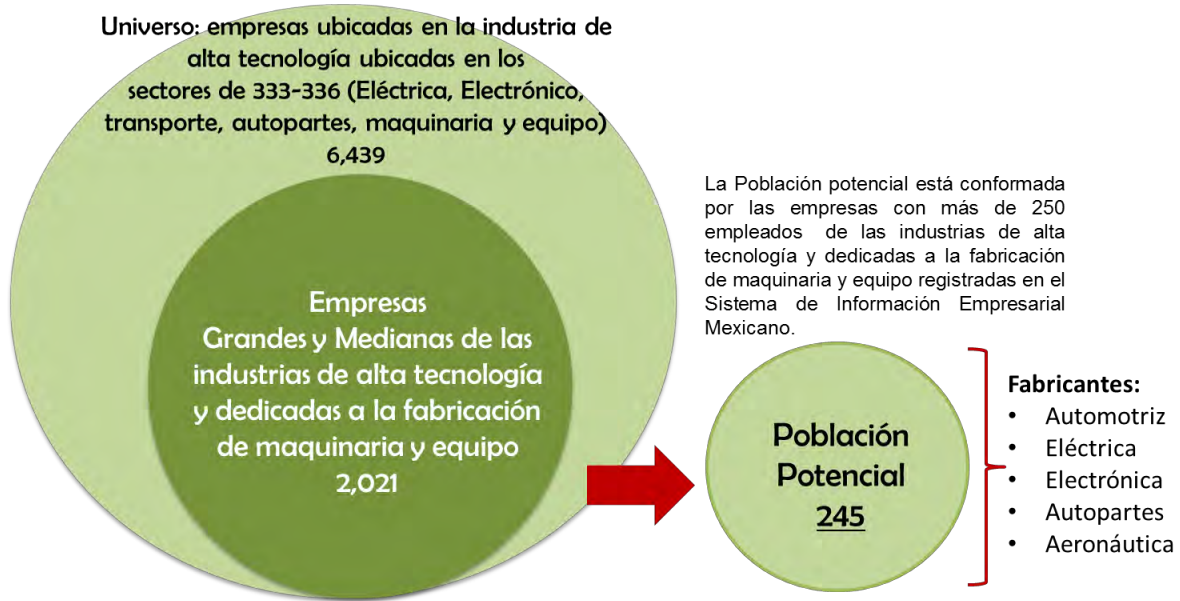 Universo: empresas ubicadas en la industria de
alta tecnología ubicadas en los
sectores de 333-336 (Eléctrica, Electrónico,
transporte, autopartes, maquinaria y equipo)
6,439
Empresas
Grandes y Medianas de las
industrias de alta tecnología
y dedicadas a la fabricación
de maquinaria y equipo
2,021
La Población potencial está conformada
por las empresas con más de 250
empleados de las industrias de alta
tecnología y dedicadas a la fabricación
de maquinaria y equipo registradas en el
Sistema de Información Empresarial
Mexicano.
Población
Potencial
245
Fabricantes:
• Automotriz
• Eléctrica
• Electrónica
• Autopartes
• Aeronáutica